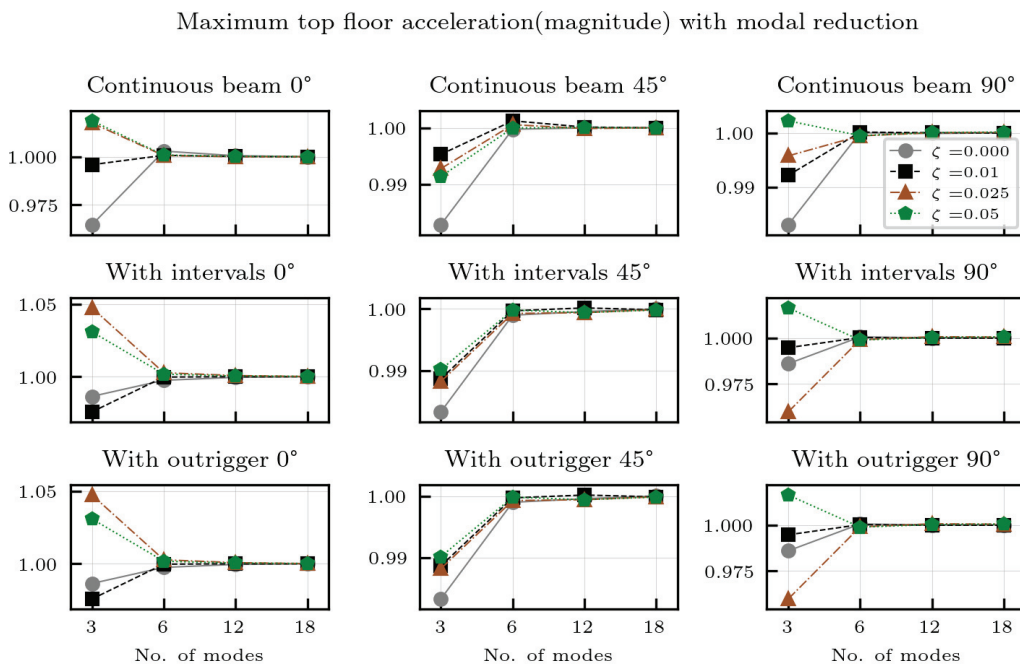 Maximum top floor acceleration(magnitude) with modal reduction
Continuous beam 0°
Continuous beam 45°
Continuous beam 90°
1.000
0.975
1.00
0.99
1.00
0.99
ζ =0.000
ζ =0.01
ζ =0.025
ζ =0.05
With intervals 0°
With intervals 45°
With intervals 90°
1.05
1.00
1.00
0.99
1.000
0.975
With outrigger 0°
With outrigger 45°
With outrigger 90°
1.05
1.00
1.00
0.99
1.000
0.975
3 6 12 18
3 6 12 18
3 6 12 18
No. of modes
No. of modes
No. of modes